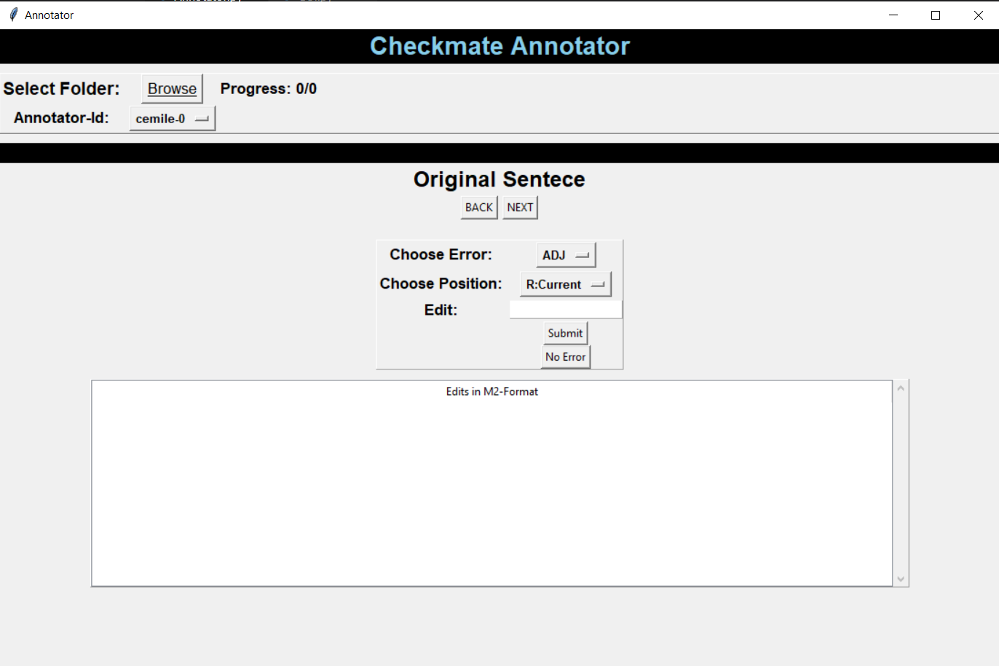 Annotator
Checkmate Annotator
Select Folder: Browse Progress: 0/0
Annotator-Id: cemile-0
Original Sentece
BACK NEXT
Choose Error: ADJ
Choose Position: R:Current
Edit:
Submit
No Error
Edits in M2-Format